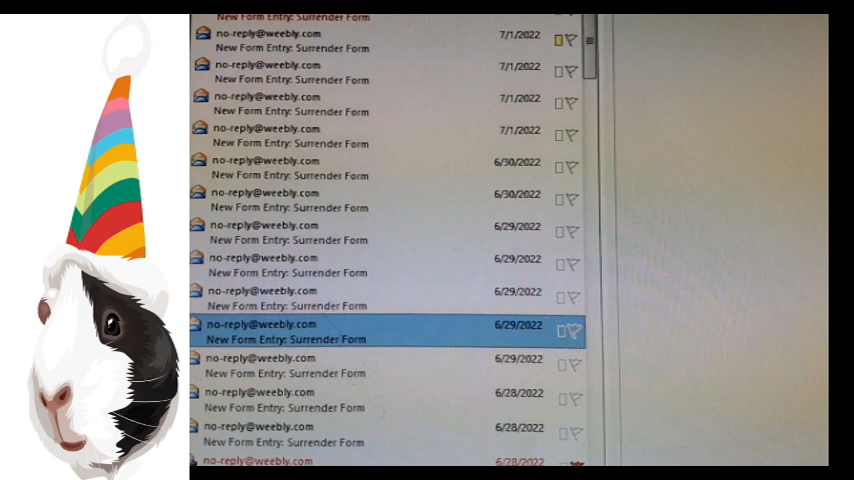 New Form Entry: Surrender Form
no-reply@weebly.com 7/1/2022
New Form Entry: Surrender Form
no-reply@weebly.com 7/1/2022
New Form Entry: Surrender Form
no-reply@weebly.com 7/1/2022
New Form Entry: Surrender Form
no-reply@weebly.com 7/1/2022
New Form Entry: Surrender Form
no-reply@weebly.com 6/30/2022
New Form Entry: Surrender Form
no-reply@weebly.com 6/30/2022
New Form Entry: Surrender Form
no-reply@weebly.com 6/29/2022
New Form Entry: Surrender Form
no-reply@weebly.com 6/29/2022
New Form Entry: Surrender Form
no-reply@weebly.com 6/29/2022
New Form Entry: Surrender Form
no-reply@weebly.com 6/29/2022
New Form Entry: Surrender Form
no-reply@weebly.com 6/29/2022
New Form Entry: Surrender Form
no-reply@weebly.com 6/28/2022
New Form Entry: Surrender Form
no-reply@weebly.com 6/28/2022
New Form Entry: Surrender Form
no-reply@weebly.com 6/28/2022